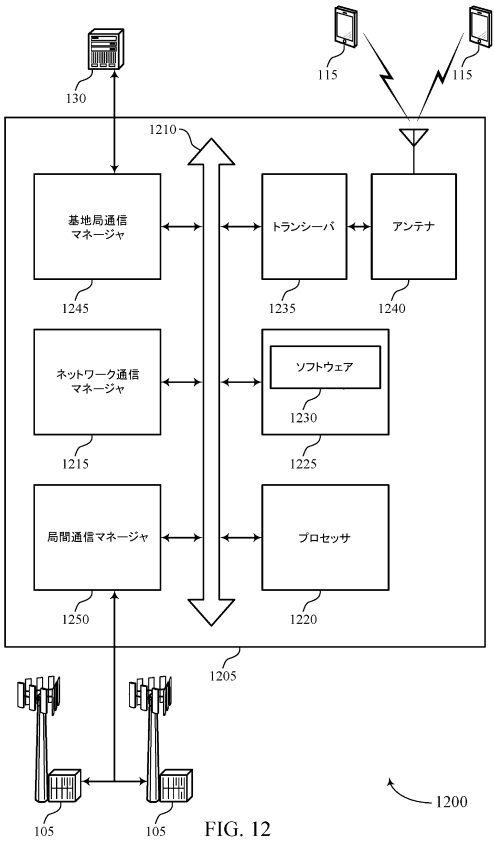 115
115
130
1210
基地局通信
マネージャ
トランシーバ
アンテナ
1245
1235
1240
ネットワーク通信
マネージャ
ソフトウェア
1230
1215
1225
局間通信マネージャ
プロセッサ
1250
1220
1205
105
105
1200
FIG. 12